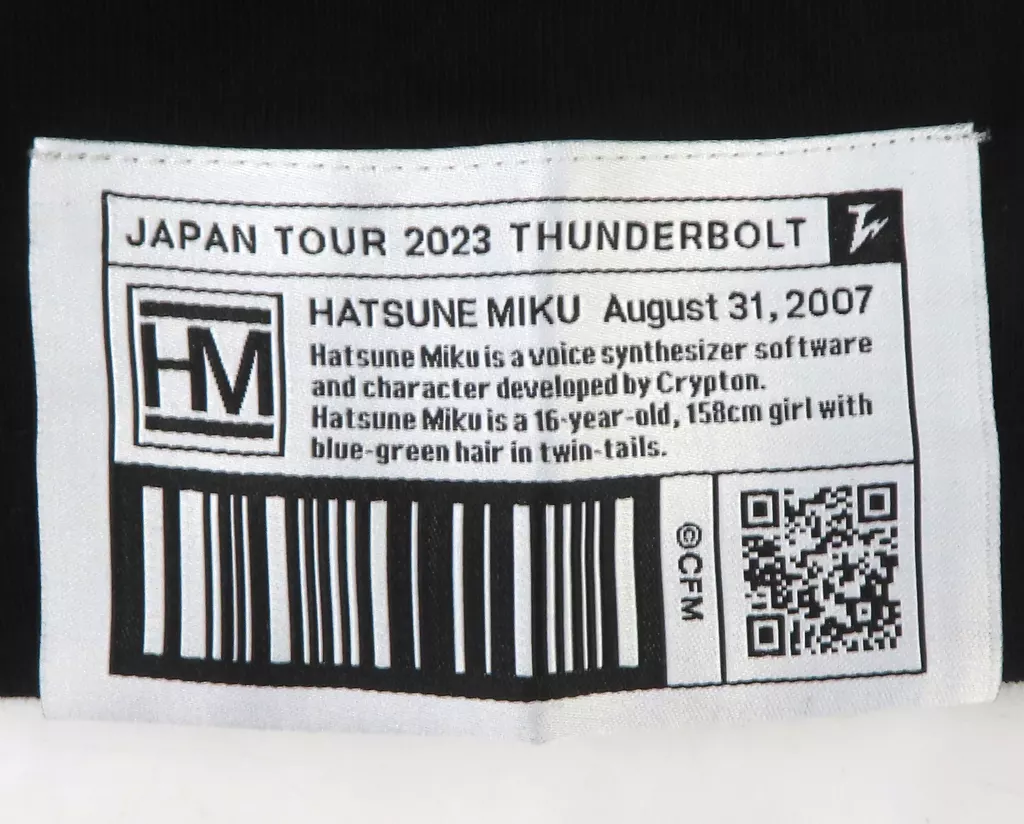 JAPAN TOUR 2023 THUNDERBOLT
HM
HATSUNE MIKU August 31, 2007
Hatsune Miku is a voice synthesizer software
and character developed by Crypton.
Hatsune Miku is a 16-year-old, 158cm girl with
blue-green hair in twin-tails.
©CFM